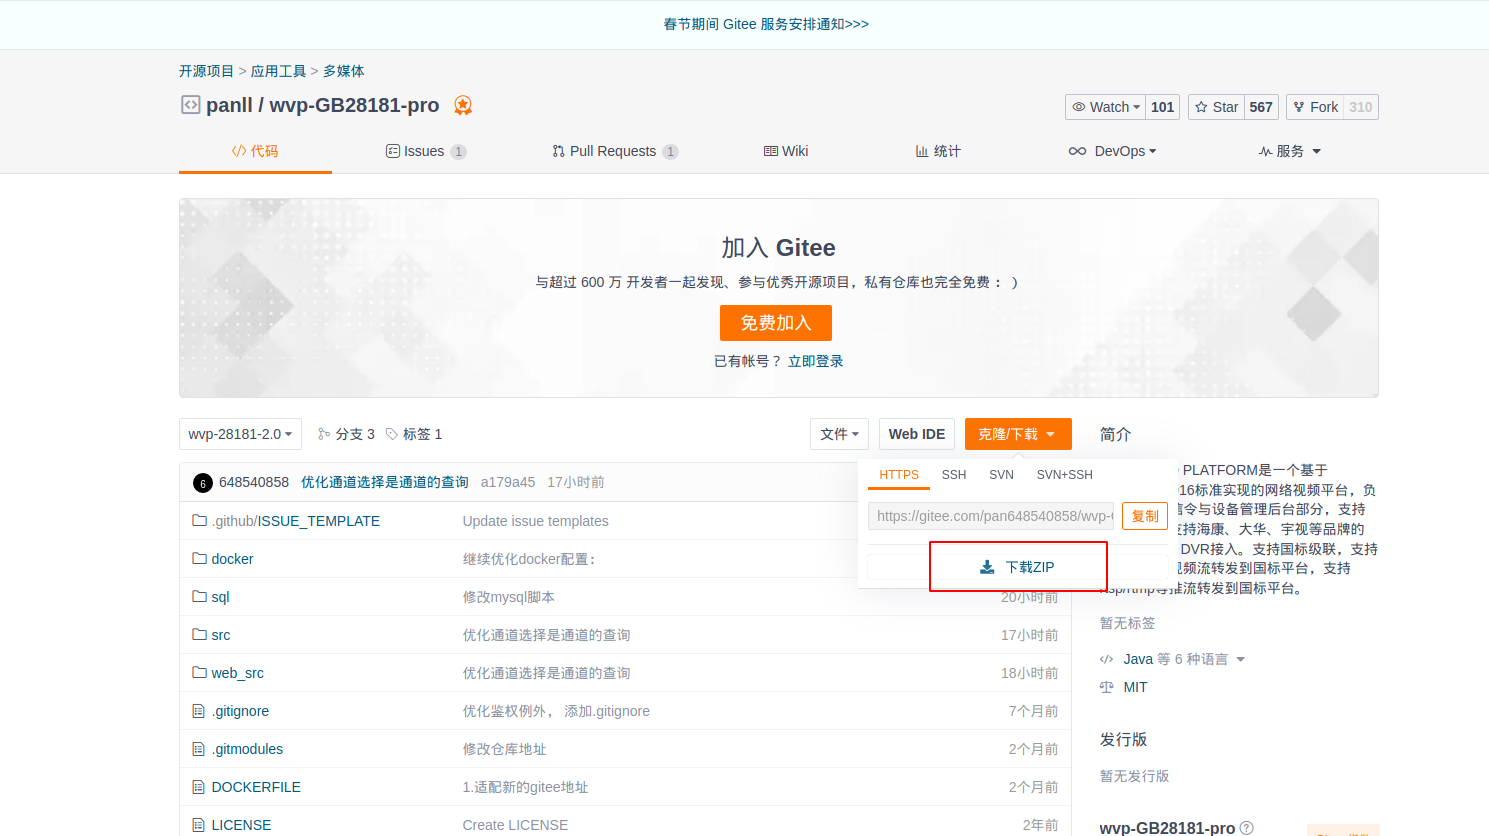 春节期间 Gitee 服务安排通知>>>
开源项目 > 应用工具 > 多媒体
panll / wvp-GB28181-pro
Watch 101 Star 567 Fork 310
代码 Issues 1 Pull Requests 1 Wiki 统计 DevOps 服务
加入 Gitee
与超过 600 万 开发者一起发现、参与优秀开源项目，私有仓库也完全免费 ：）
免费加入
已有帐号？ 立即登录
wvp-28181-2.0 分支 3 标签 1 文件 Web IDE 克隆/下载
6 648540858 优化通道选择是通道的查询 a179a45 17小时前
HTTPS SSH SVN SVN+SSH
https://gitee.com/pan648540858/wvp- 复制
下载ZIP
.github/ISSUE_TEMPLATE Update issue templates
docker 继续优化docker配置：
sql 修改mysql脚本 20小时前
src 优化通道选择是通道的查询 17小时前
web_src 优化通道选择是通道的查询 18小时前
.gitignore 优化鉴权例外， 添加.gitignore 7个月前
.gitmodules 修改仓库地址 2个月前
DOCKERFILE 1.适配新的gitee地址 2个月前
LICENSE Create LICENSE 2年前
简介
PLATFORM是一个基于
16标准实现的网络视频平台，负
信令与设备管理后台部分，支持
支持海康、大华、宇视等品牌的
DVR接入。支持国标级联，支持
视频流转发到国标平台，支持
rtsp/rtmp等推流转发到国标平台。
暂无标签
Java 等 6 种语言
MIT
发行版
暂无发行版
wvp-GB28181-pro